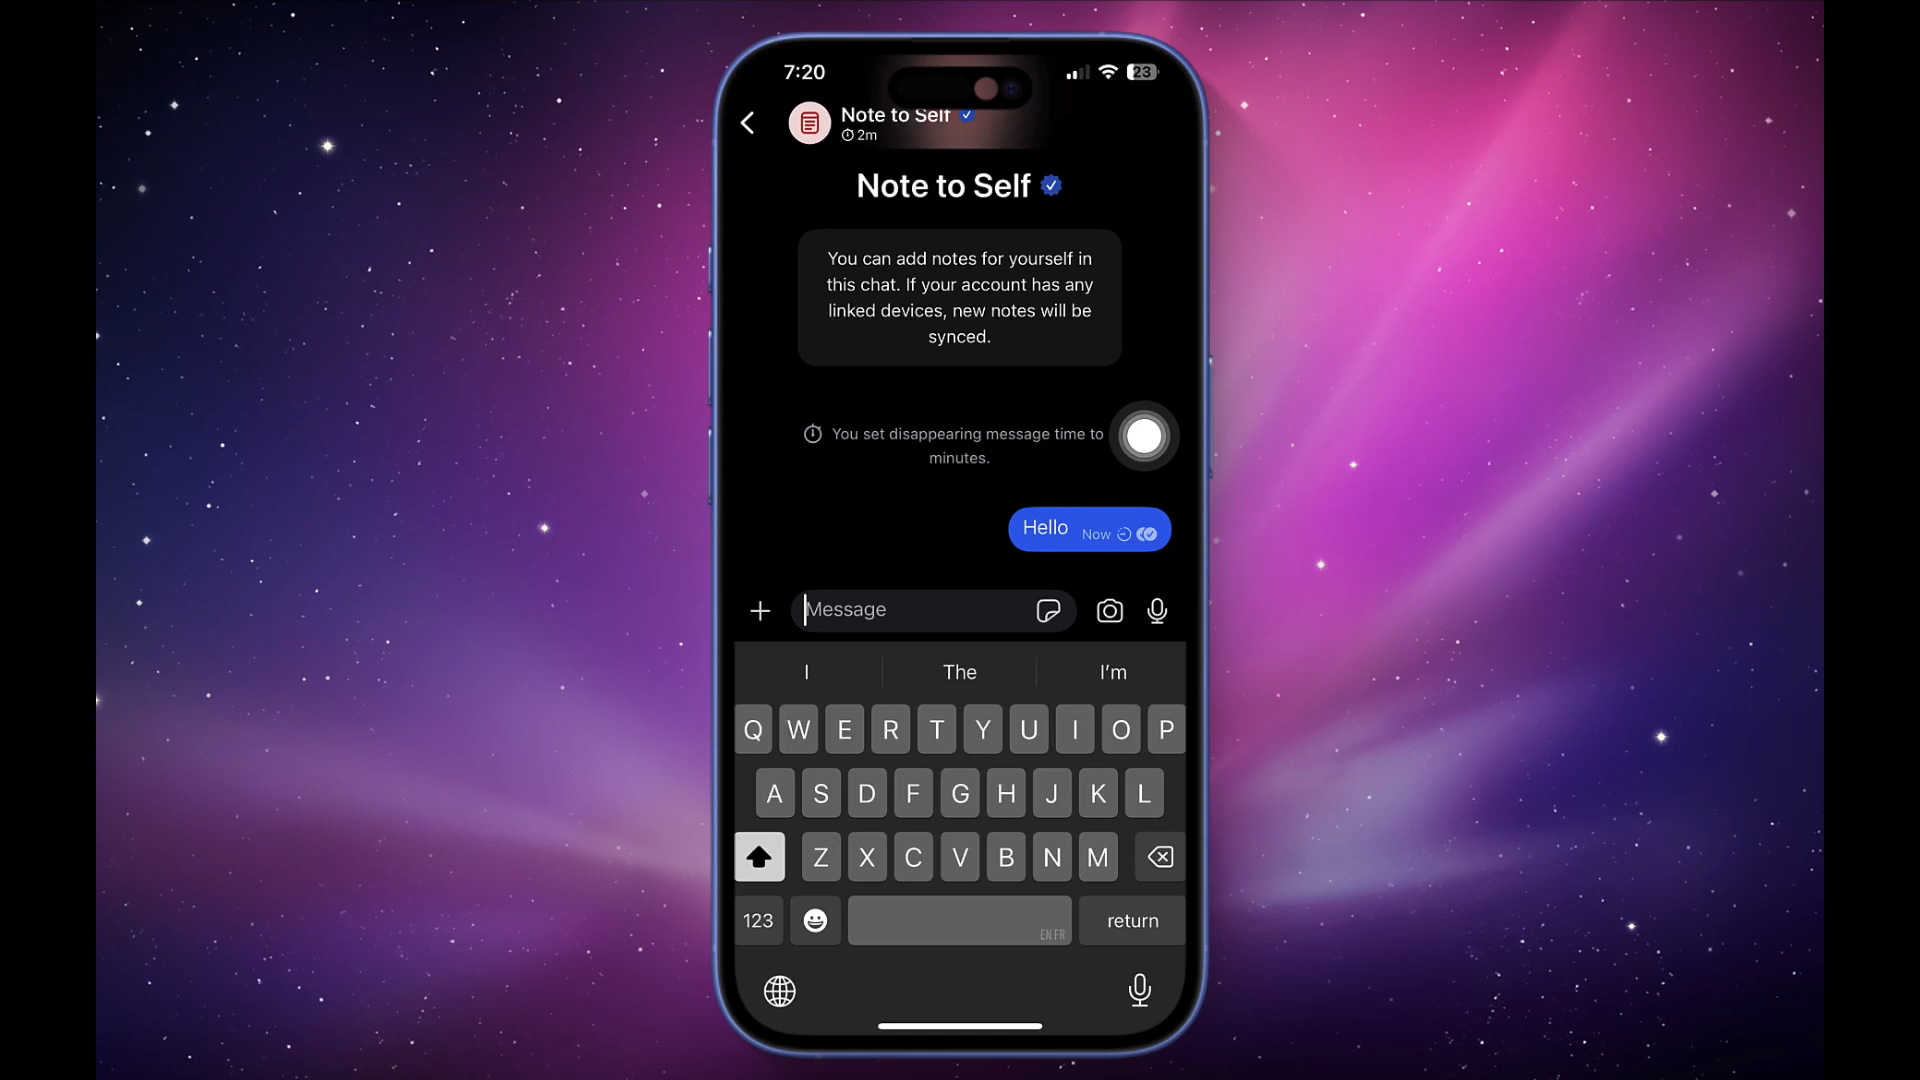 7:20
23
Note to Self
2m
Note to Self
You can add notes for yourself in
this chat. If your account has any
linked devices, new notes will be
synced.
You set disappearing message time to
minutes.
Hello Now
Message
I The I'm
Q W E R T Y U I O P
A S D F G H J K L
Z X C V B N M
123 EN FR return